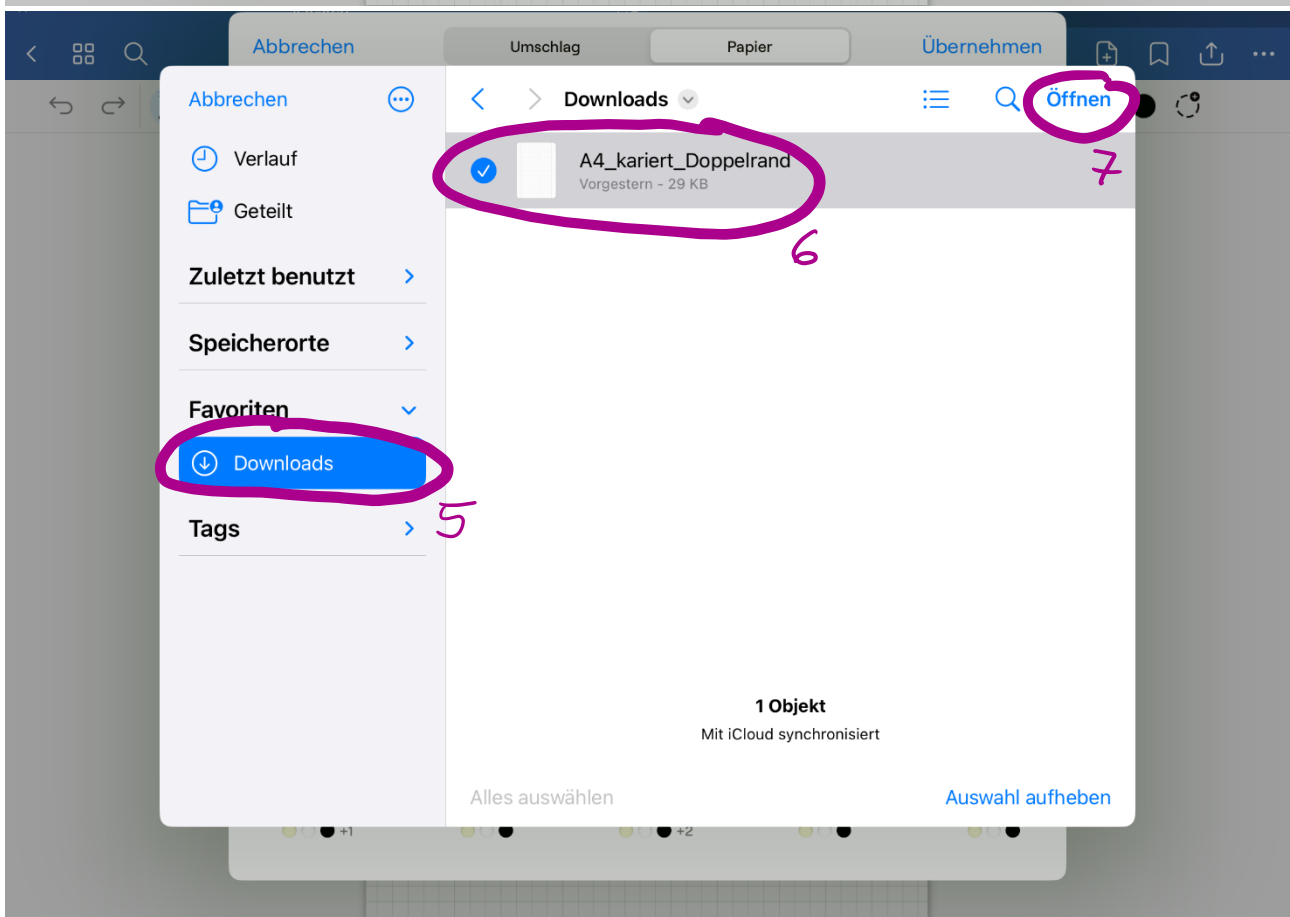 Abbrechen
Umschlag
Papier
Übernehmen
Abbrechen
Downloads
Öffnen
7
Verlauf
Geteilt
A4_kariert_Doppelrand
Vorgestern - 29 KB
6
Zuletzt benutzt
Speicherorte
Favoriten
Downloads
5
Tags
1 Objekt
Mit iCloud synchronisiert
Alles auswählen
Auswahl aufheben
+1
+2